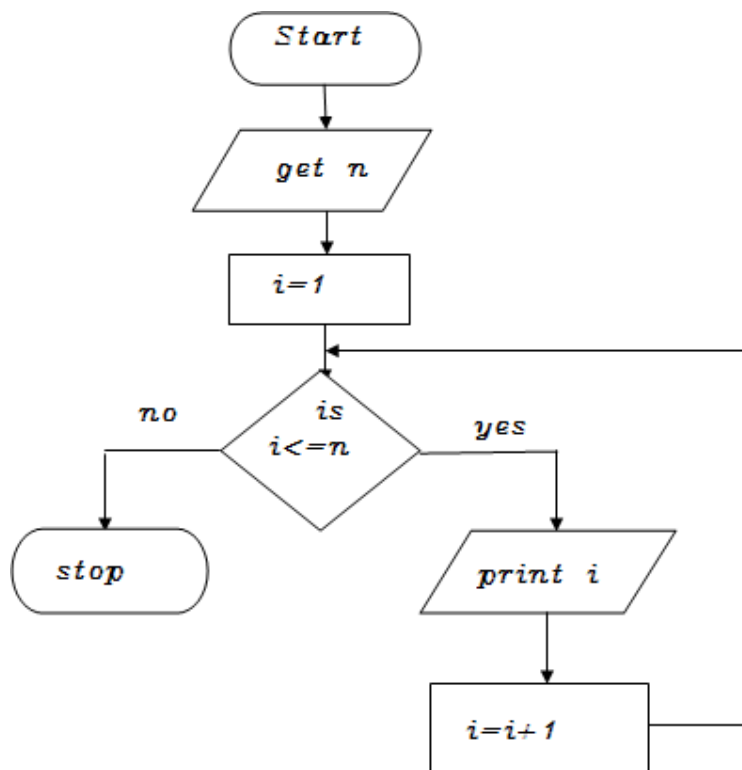 Start
get n
i=1
is
i<=n
no
yes
stop
print i
i=i+1